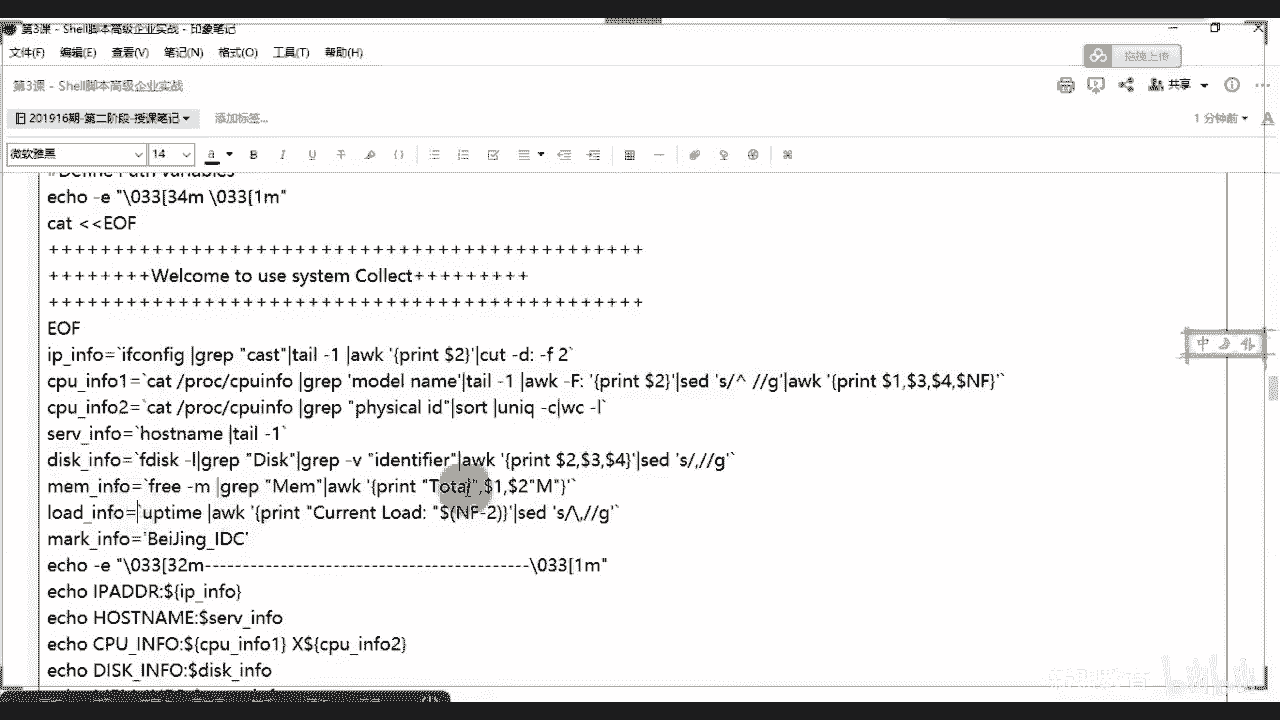 第3课 - Shell脚本高级企业实战 - 印象笔记
文件(F) 编辑(E) 查看(V) 笔记(N) 格式(O) 工具(T) 帮助(H)
拖拽上传
第3课 - Shell脚本高级企业实战
共享
201916期-第二阶段-授课笔记
添加标签...
1 分钟前
微软雅黑 14
echo -e "\033[34m \033[1m"
cat <<EOF
++++++++++++++++++++++++++++++++++++++++++++++
++++++++Welcome to use system Collect+++++++++
++++++++++++++++++++++++++++++++++++++++++++++
EOF
ip_info=`ifconfig |grep "cast"|tail -1 |awk '{print $2}'|cut -d: -f 2`
cpu_info1=`cat /proc/cpuinfo |grep 'model name'|tail -1 |awk -F: '{print $2}'|sed 's/^ //g'|awk '{print $1,$3,$4,$NF}'`
cpu_info2=`cat /proc/cpuinfo |grep "physical id"|sort |uniq -c|wc -l`
serv_info=`hostname |tail -1`
disk_info=`fdisk -l|grep "Disk"|grep -v "identifier"|awk '{print $2,$3,$4}'|sed 's/,//g'`
mem_info=`free -m |grep "Mem"|awk '{print "Total",$1,$2"M"}'`
load_info=`uptime |awk '{print "Current Load: "$(NF-2)}'|sed 's/\,//g'`
mark_info='BeiJing_IDC'
echo -e "\033[32m-------------------------------------------\033[1m"
echo IPADDR:${ip_info}
echo HOSTNAME:$serv_info
echo CPU_INFO:${cpu_info1} X${cpu_info2}
echo DISK_INFO:$disk_info